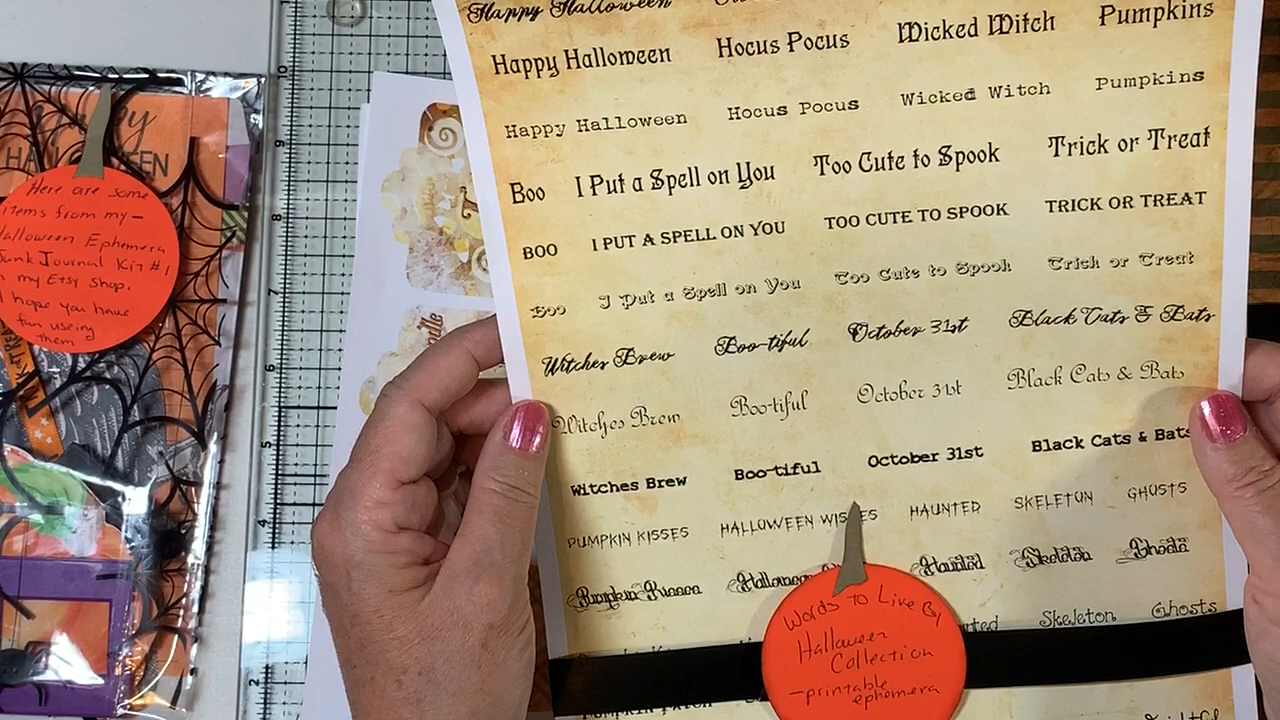 Happy Halloween
Happy Halloween Hocus Pocus Wicked Witch Pumpkins
Happy Halloween Hocus Pocus Wicked Witch Pumpkins
Boo I Put a Spell on You Too Cute to Spook Trick or Treat
BOO I PUT A SPELL ON YOU TOO CUTE TO SPOOK TRICK OR TREAT
Boo I Put a Spell on You Too Cute to Spook Trick or Treat
Witches Brew Boo-tiful October 31st Black Cats & Bats
Witches Brew Boo-tiful October 31st Black Cats & Bats
Witches Brew Boo-tiful October 31st Black Cats & Bats
PUMPKIN KISSES HALLOWEEN WISHES HAUNTED SKELETON GHOSTS
Pumpkin Kisses Haunted Skeleton Ghosts
Skeleton Ghosts
Words To Live By
Halloween
Collection
-printable
ephemera
HALLOWEEN
Here are some
items from my-
Halloween Ephemera
Junk Journal Kit #1
in my Etsy shop.
I hope you have
fun useing
them